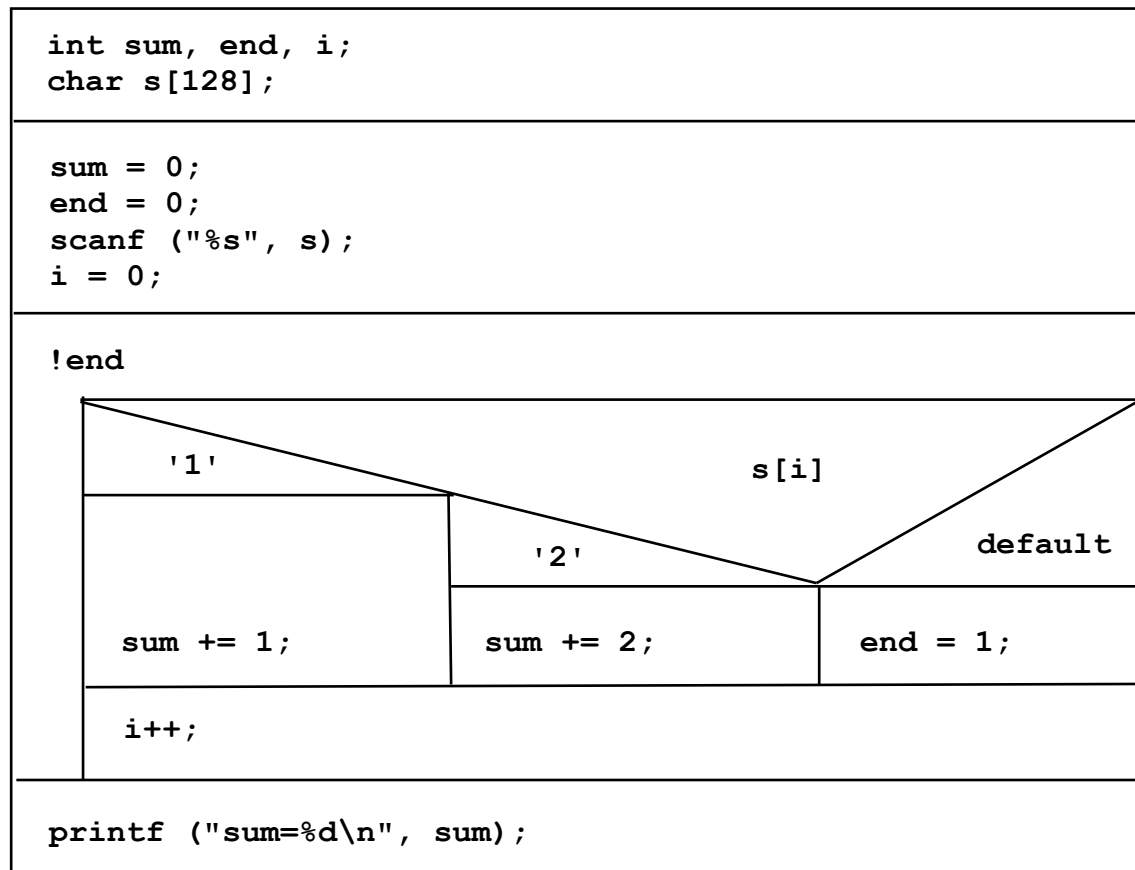 int sum, end, i;
char s[128];
sum = 0;
end = 0;
scanf ("%s", s);
i = 0;
!end
'1'
s[i]
'2'
default
sum += 1;
sum += 2;
end = 1;
i++;
printf ("sum=%d\n", sum);